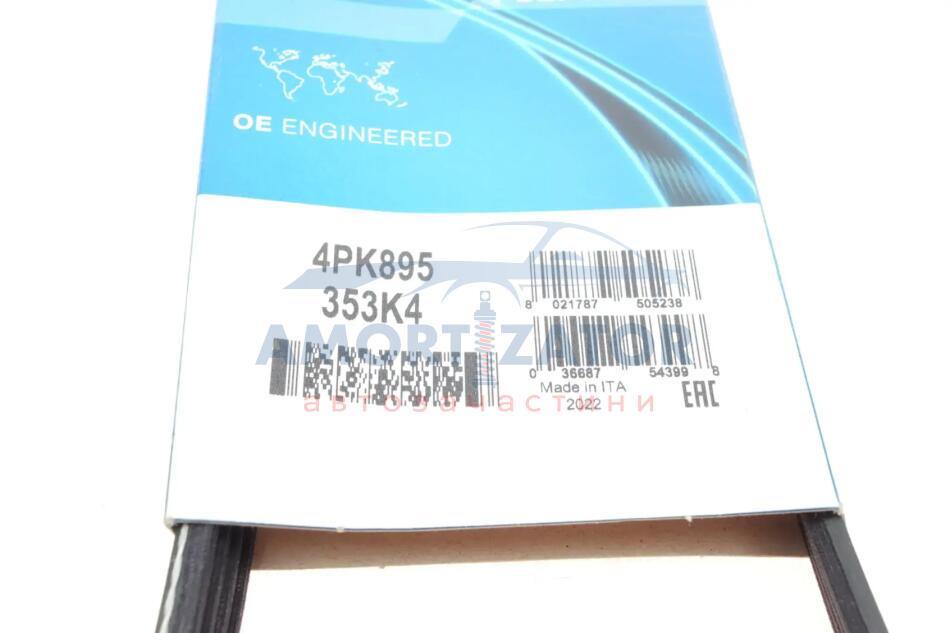 OE ENGINEERED
4PK895
353K4
8 021787 505238
0 36687 54399 8
Made in ITA
2022
EAC
AMORTIZATOR
автозапчастини